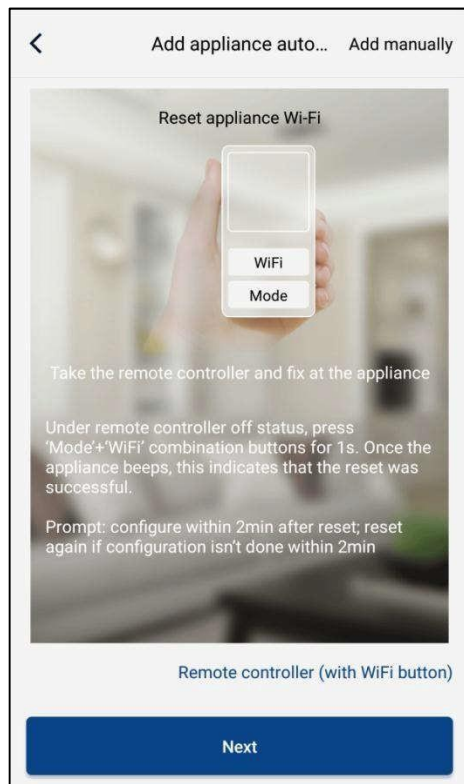 Add appliance auto... Add manually
Reset appliance Wi-Fi
WiFi
Mode
Take the remote controller and fix at the appliance
Under remote controller off status, press
'Mode'+'WiFi' combination buttons for 1s. Once the
appliance beeps, this indicates that the reset was
successful.
Prompt: configure within 2min after reset; reset
again if configuration isn't done within 2min
Remote controller (with WiFi button)
Next